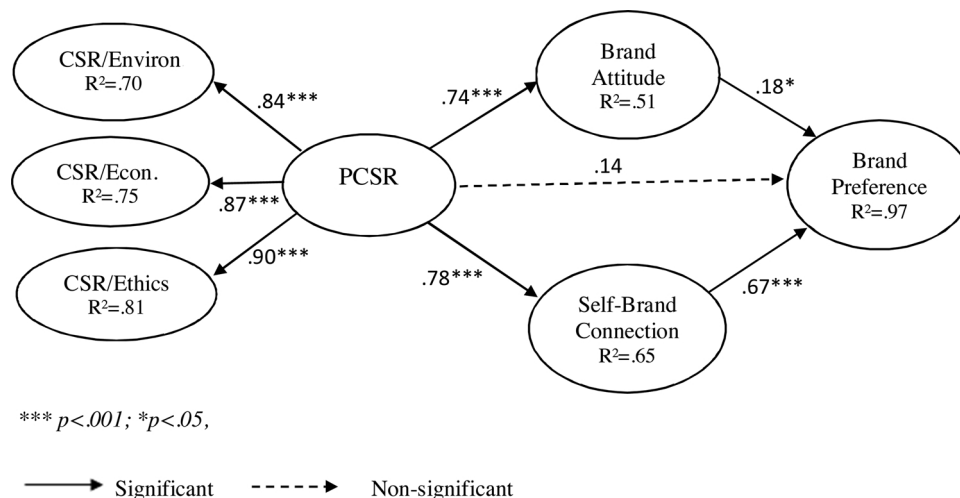 CSR/Environ
R²=.70
.84***
CSR/Econ.
R²=.75
.87***
CSR/Ethics
R²=.81
.90***
PCSR
.74***
Brand
Attitude
R²=.51
.18*
.14
Brand
Preference
R²=.97
.78***
Self-Brand
Connection
R²=.65
.67***
*** p<.001; *p<.05,
Significant
Non-significant